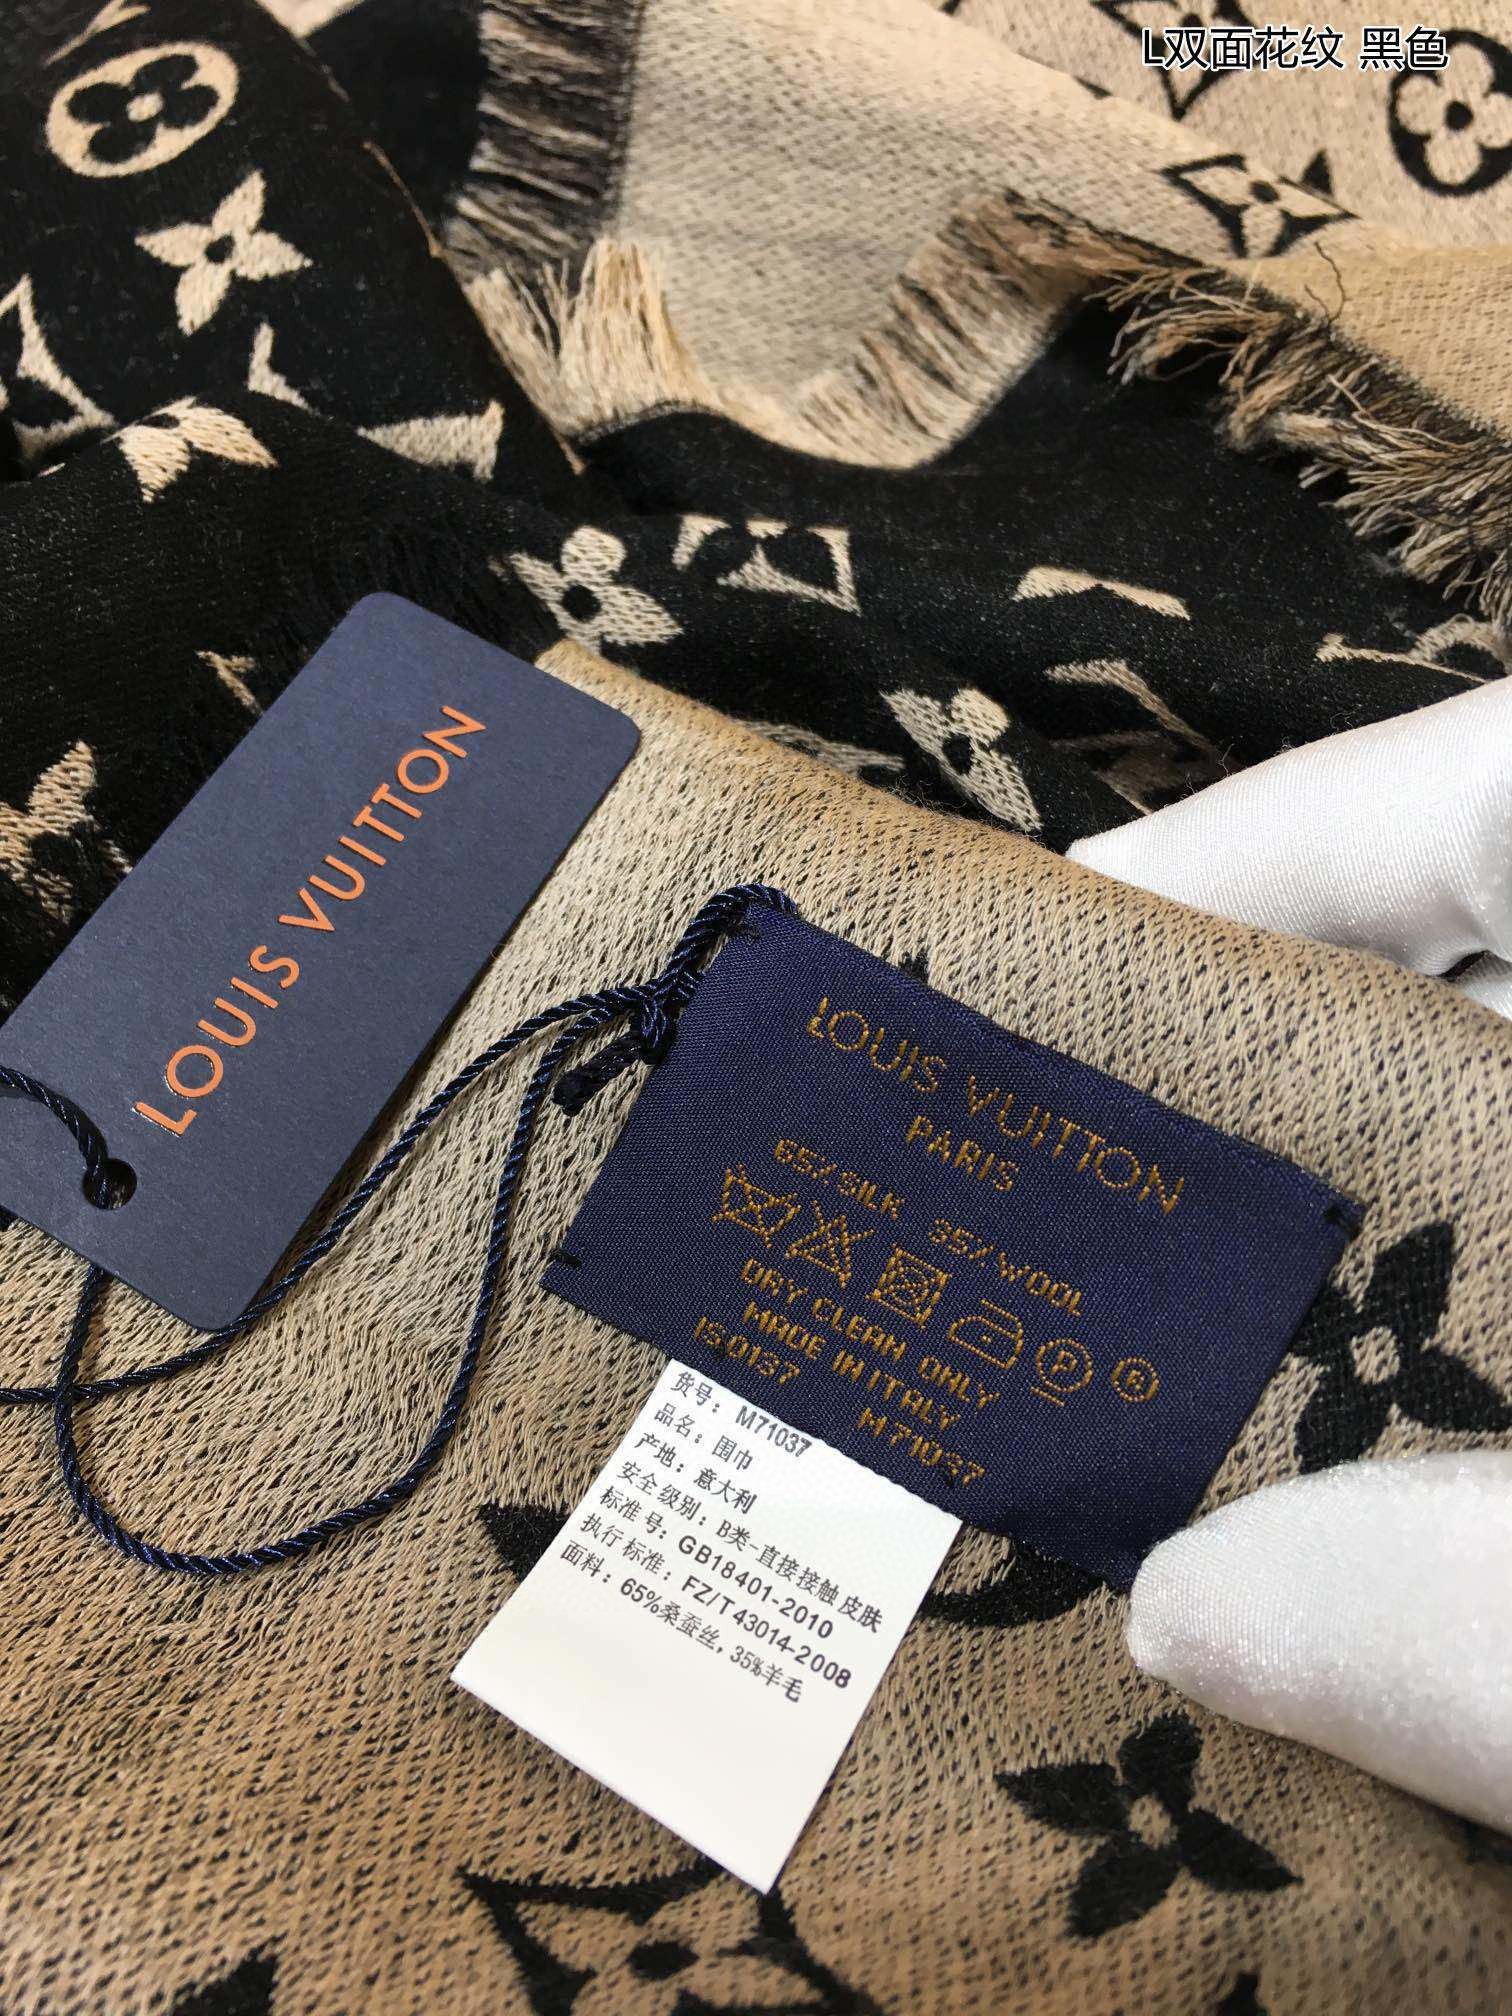 L双面花纹 黑色
LOUIS VUITTON
LOUIS VUITTON
PARIS
65/SILK 35/WOOL
P
DRY CLEAN ONLY
MADE IN ITALY
IS.0137 M71037
货号：M71037
品名：围巾
产地：意大利
安全级别：B类-直接接触皮肤
标准号：GB18401-2010
执行标准：FZ/T43014-2008
面料：65%桑蚕丝，35%羊毛